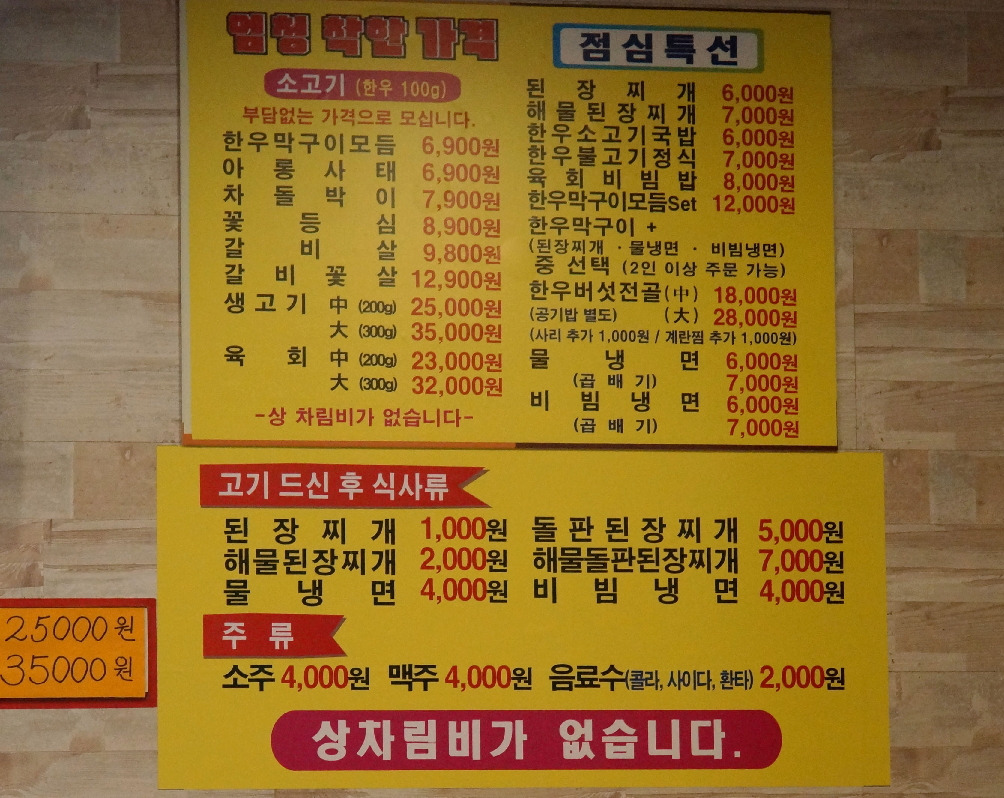 엄청 착한 가격
소고기 (한우 100g)
부담없는 가격으로 모십니다.
한우막구이모듬 6,900원
아롱사태 6,900원
차돌박이 7,900원
꽃등심 8,900원
갈비살 9,800원
갈비꽃살 12,900원
생고기 中 (200g) 25,000원
大 (300g) 35,000원
육회 中 (200g) 23,000원
大 (300g) 32,000원
-상 차림비가 없습니다-
점심특선
된장찌개 6,000원
해물된장찌개 7,000원
한우소고기국밥 6,000원
한우불고기정식 7,000원
육회비빔밥 8,000원
한우막구이모듬Set 12,000원
한우막구이 +
(된장찌개 · 물냉면 · 비빔냉면)
중 선택 (2인 이상 주문 가능)
한우버섯전골(中) 18,000원
(공기밥 별도) (大) 28,000원
(사리 추가 1,000원 / 계란찜 추가 1,000원)
물냉면 6,000원
(곱배기) 7,000원
비빔냉면 6,000원
(곱배기) 7,000원
고기 드신 후 식사류
된장찌개 1,000원 돌판된장찌개 5,000원
해물된장찌개 2,000원 해물돌판된장찌개 7,000원
물냉면 4,000원 비빔냉면 4,000원
주류
소주 4,000원 맥주 4,000원 음료수(콜라, 사이다, 환타) 2,000원
상차림비가 없습니다.
25000원
35000원